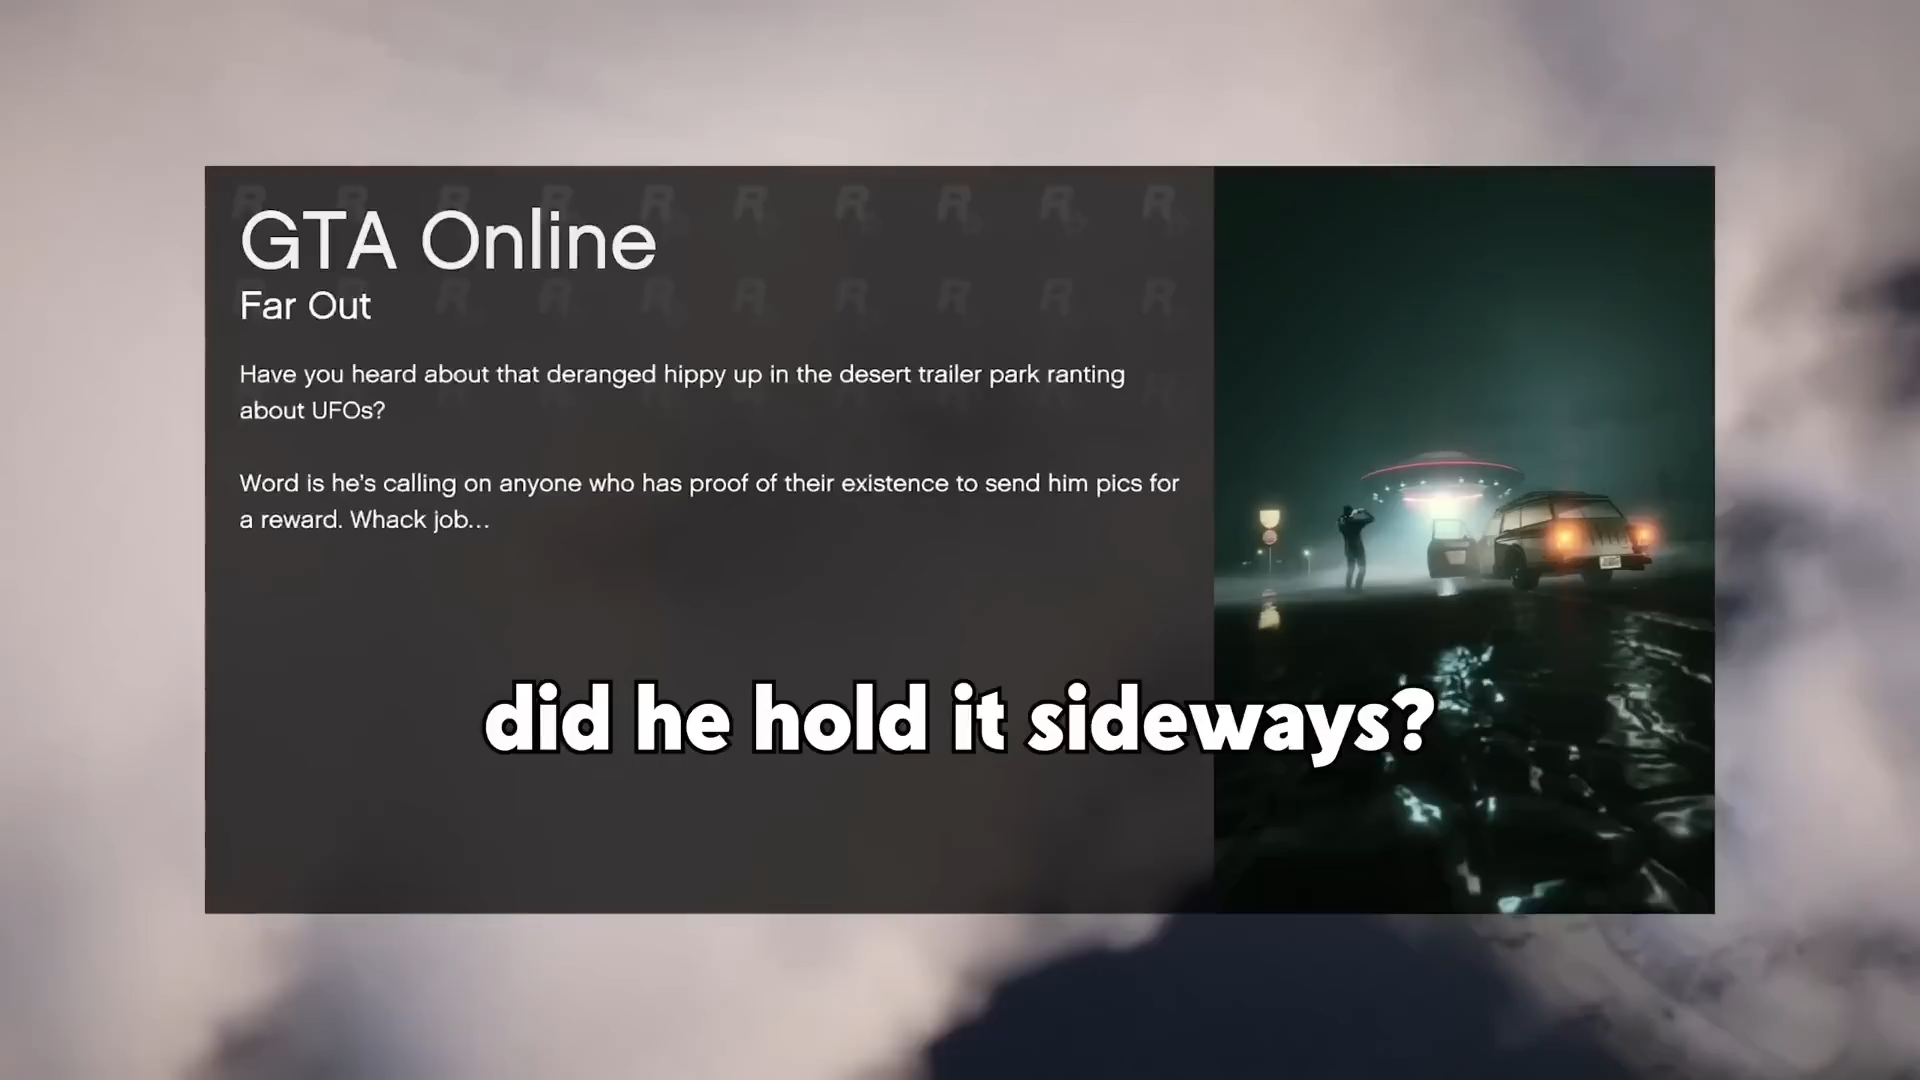 GTA Online
Far Out
Have you heard about that deranged hippy up in the desert trailer park ranting
about UFOs?
Word is he's calling on anyone who has proof of their existence to send him pics for
a reward. Whack job...
did he hold it sideways?